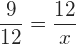 9/12 = 12/x